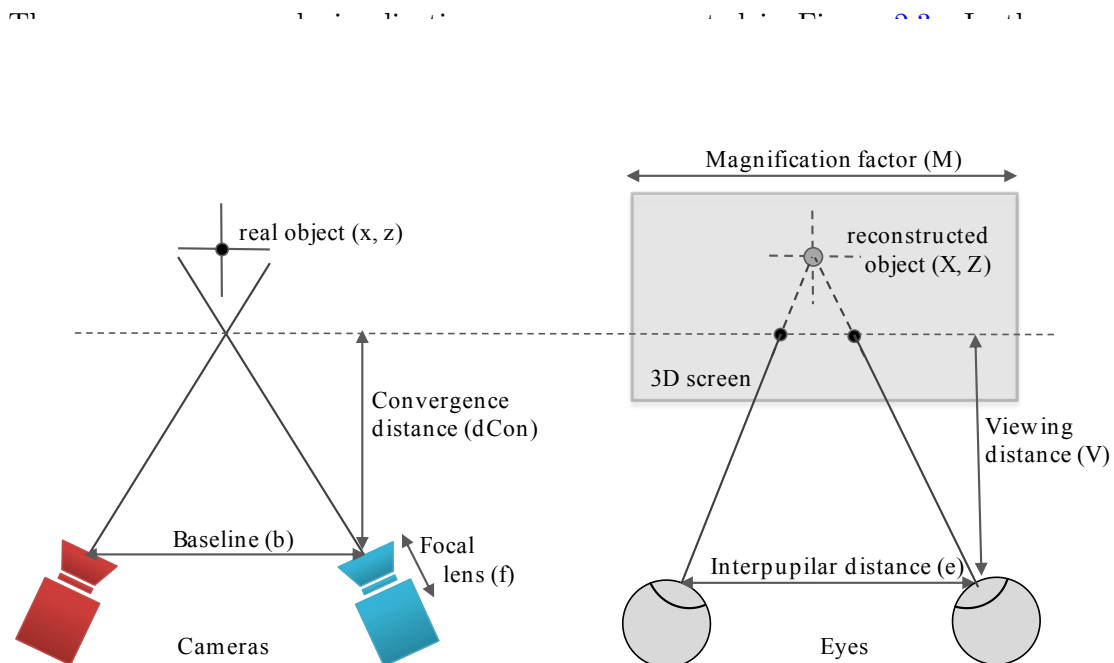 Magnification factor (M)
real object (x, z)
reconstructed
object (X, Z)
3D screen
Convergence
distance (dCon)
Viewing
distance (V)
Baseline (b)
Focal
lens (f)
Interpupilar distance (e)
Cameras
Eyes